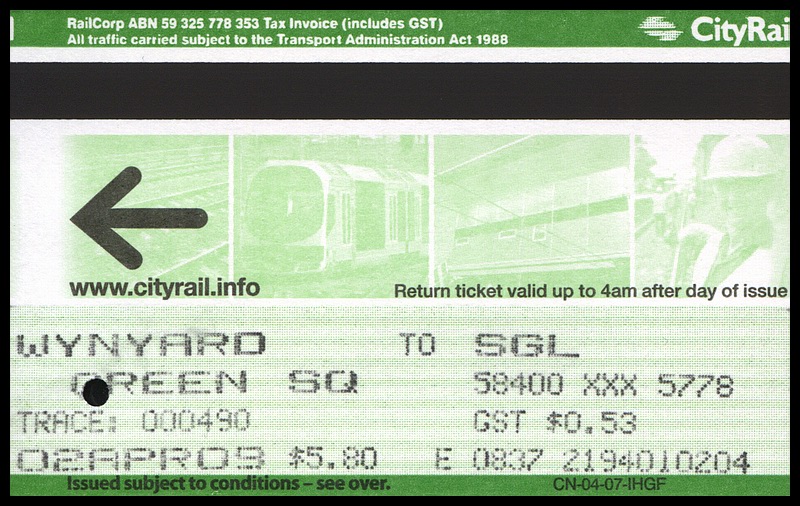 RailCorp ABN 59 325 778 353 Tax Invoice (includes GST)
All traffic carried subject to the Transport Administration Act 1988
CityRai
www.cityrail.info
Return ticket valid up to 4am after day of issue
WYNYARD TO SGL
GREEN SQ 58400 XXX 5778
TRACE: 000490 GST $0.53
02APR09 $5.80 E 0837 2194010204
Issued subject to conditions – see over.
CN-04-07-IHGF